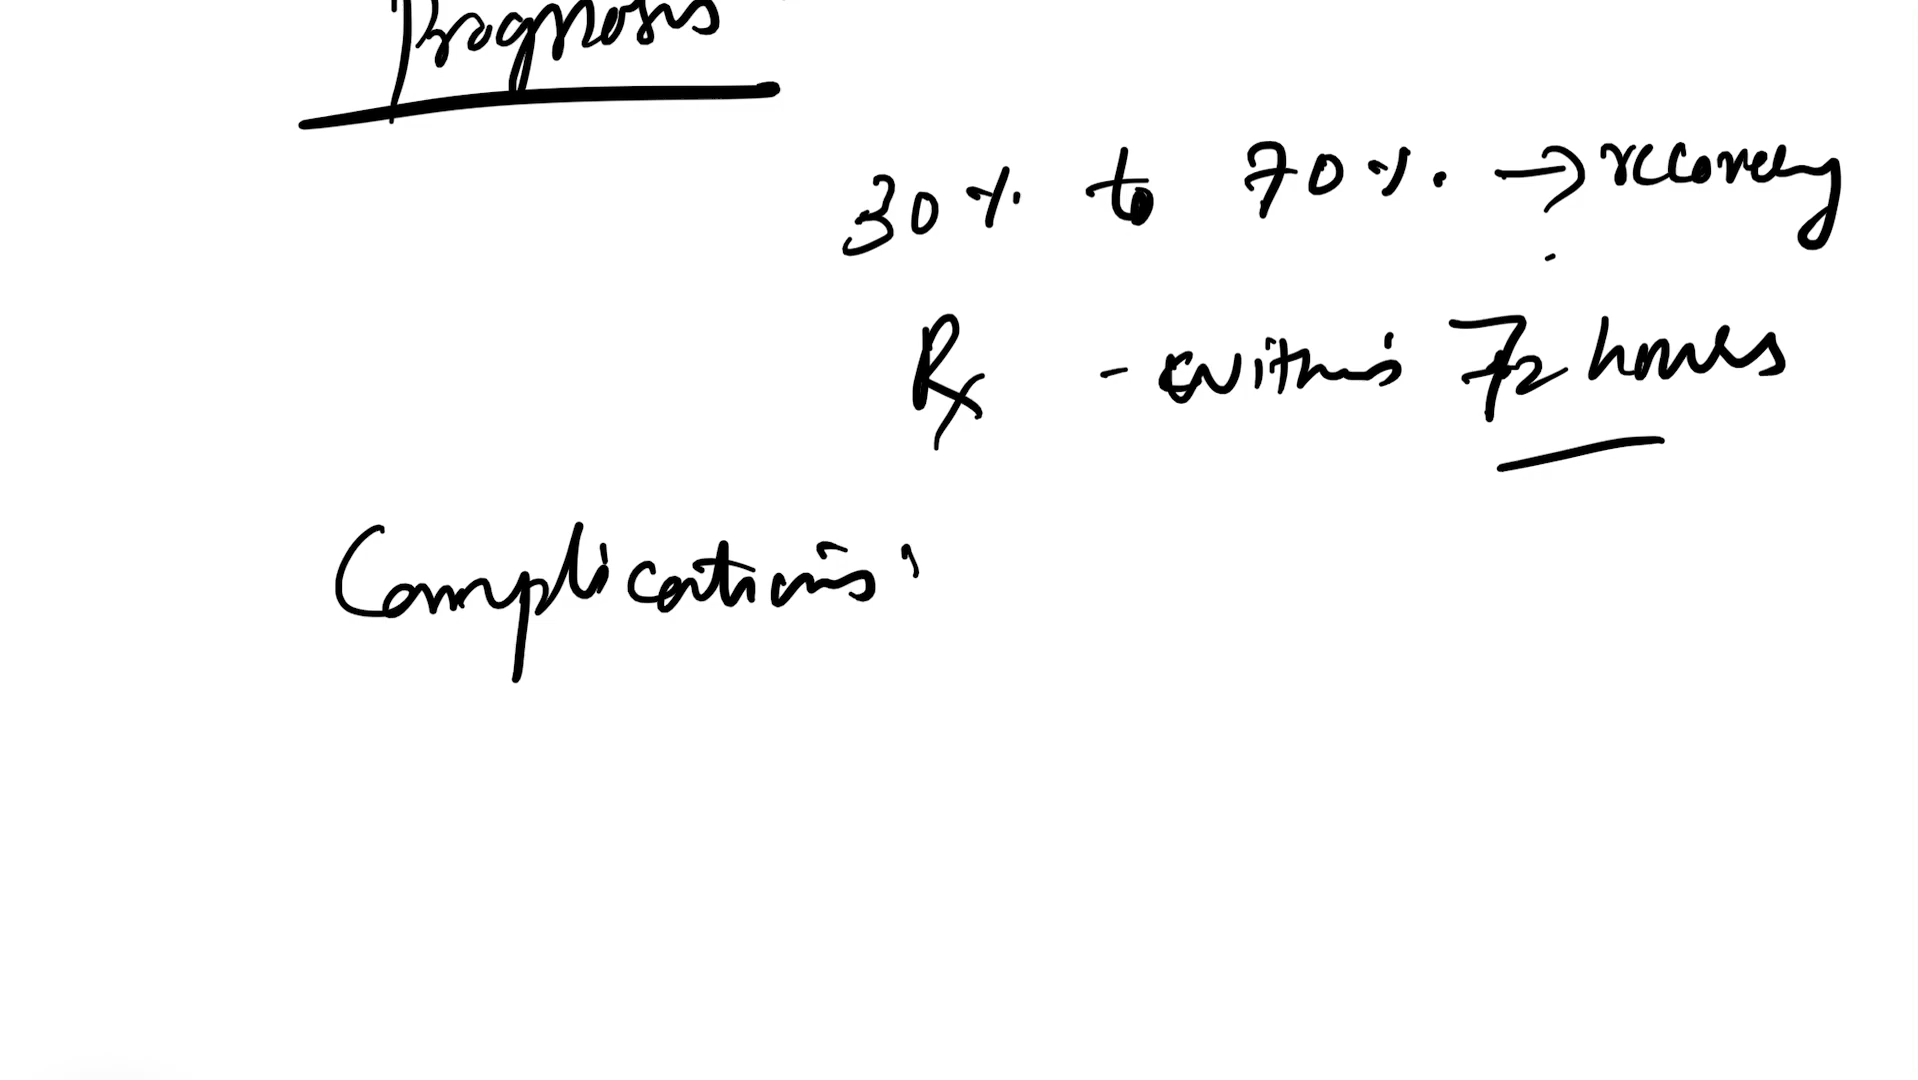 Prognosis
30% to 70% → recovery
Rx - within 72 hours
Complications: